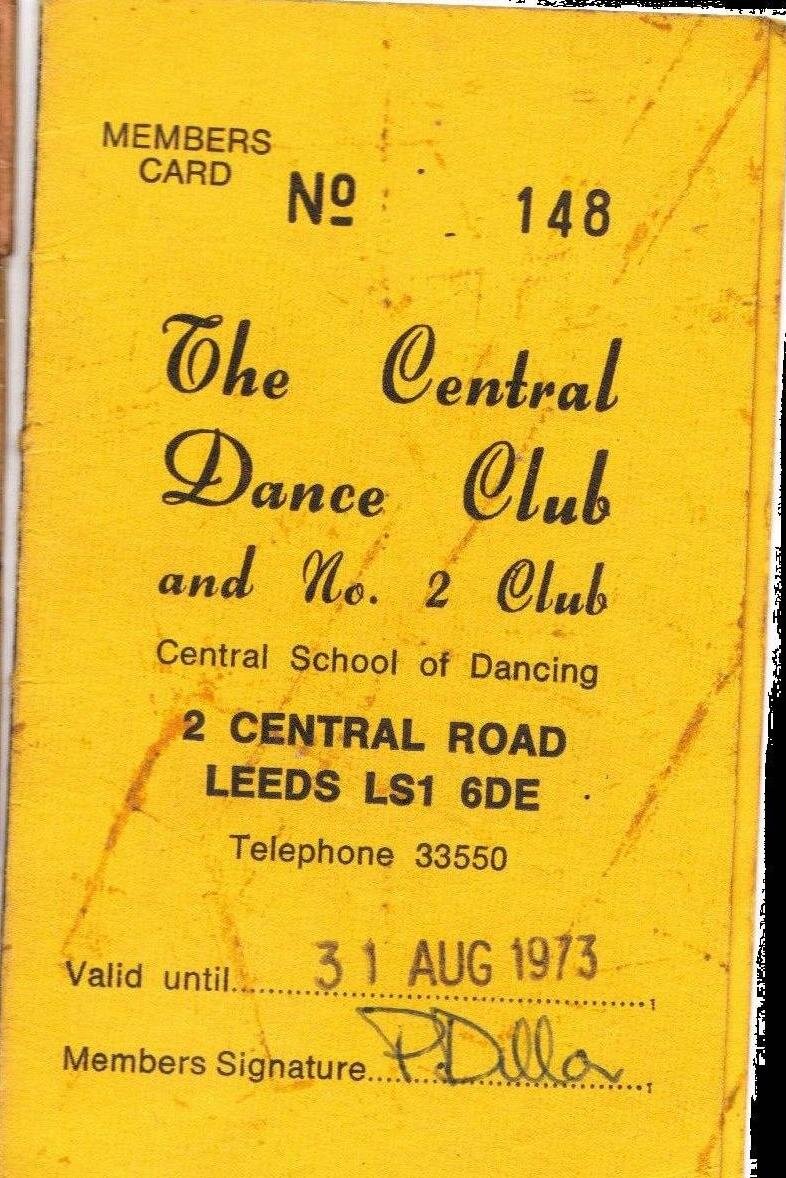 MEMBERS
CARD
Nº 148
The Central
Dance Club
and No. 2 Club
Central School of Dancing
2 CENTRAL ROAD
LEEDS LS1 6DE
Telephone 33550
Valid until 31 AUG 1973
Members Signature